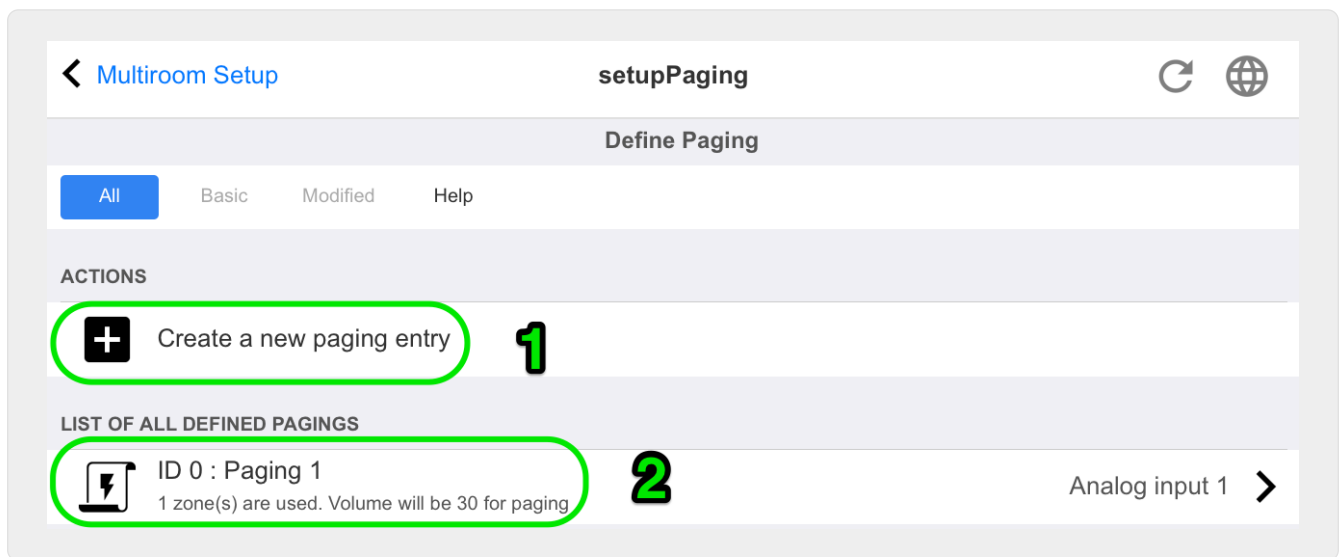 Multiroom Setup
setupPaging
Define Paging
All
Basic
Modified
Help
ACTIONS
Create a new paging entry
1
LIST OF ALL DEFINED PAGINGS
ID 0 : Paging 1
1 zone(s) are used. Volume will be 30 for paging
2
Analog input 1